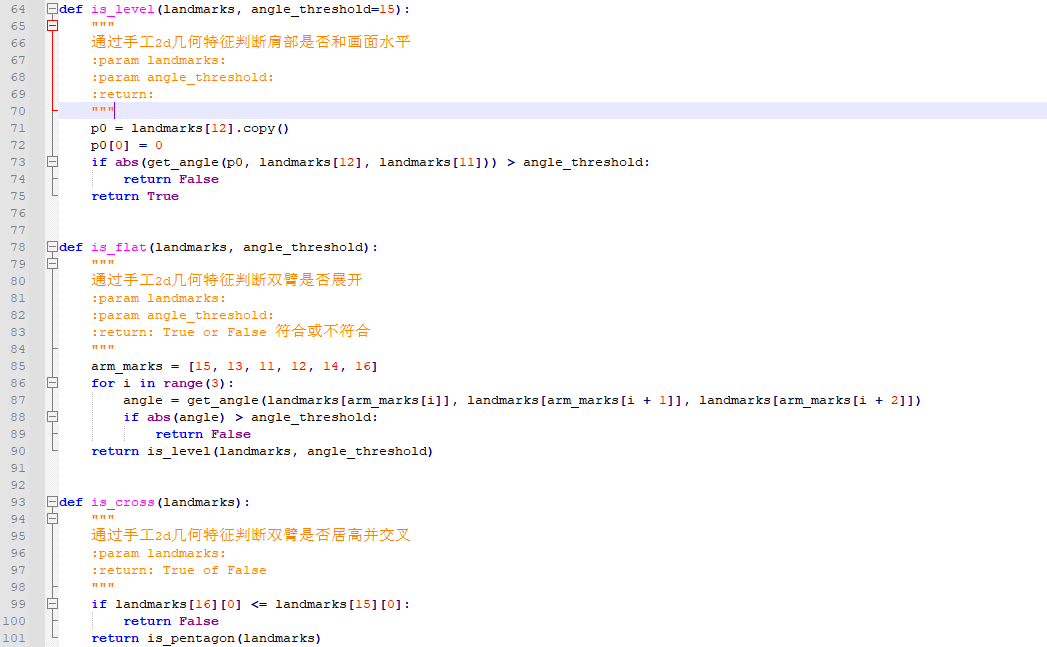 64 def is_level(landmarks, angle_threshold=15):
65     """
66     通过手工2d几何特征判断肩部是否和画面水平
67     :param landmarks:
68     :param angle_threshold:
69     :return:
70     """
71     p0 = landmarks[12].copy()
72     p0[0] = 0
73     if abs(get_angle(p0, landmarks[12], landmarks[11])) > angle_threshold:
74         return False
75     return True
76
77
78 def is_flat(landmarks, angle_threshold):
79     """
80     通过手工2d几何特征判断双臂是否展开
81     :param landmarks:
82     :param angle_threshold:
83     :return: True or False 符合或不符合
84     """
85     arm_marks = [15, 13, 11, 12, 14, 16]
86     for i in range(3):
87         angle = get_angle(landmarks[arm_marks[i]], landmarks[arm_marks[i + 1]], landmarks[arm_marks[i + 2]])
88         if abs(angle) > angle_threshold:
89             return False
90     return is_level(landmarks, angle_threshold)
91
92
93 def is_cross(landmarks):
94     """
95     通过手工2d几何特征判断双臂是否居高并交叉
96     :param landmarks:
97     :return: True of False
98     """
99     if landmarks[16][0] <= landmarks[15][0]:
100         return False
101     return is_pentagon(landmarks)